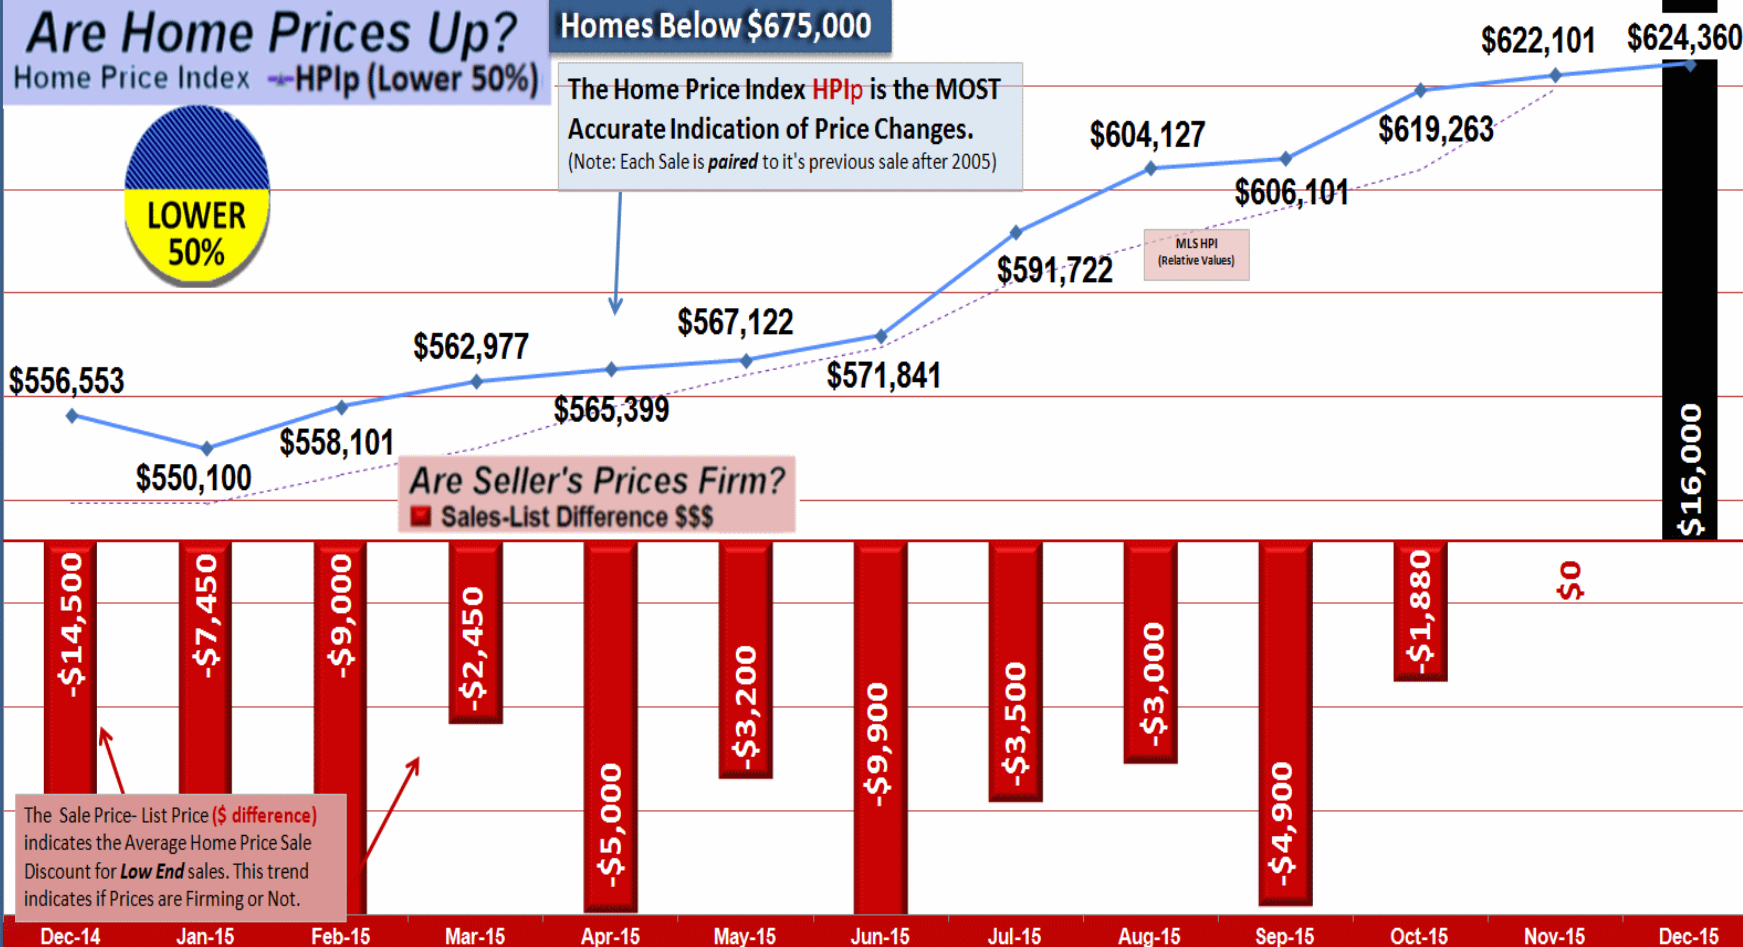 Are Home Prices Up?
Home Price Index HPIp (Lower 50%)
Homes Below $675,000
The Home Price Index HPIp is the MOST
Accurate Indication of Price Changes.
(Note: Each Sale is paired to it's previous sale after 2005)
LOWER
50%
$556,553
$550,100
$558,101
$562,977
$565,399
$567,122
$571,841
$591,722
$604,127
$606,101
$619,263
$622,101
$624,360
MLS HPI
(Relative Values)
Are Seller's Prices Firm?
Sales-List Difference $$$
-$14,500
-$7,450
-$9,000
-$2,450
-$5,000
-$3,200
-$9,900
-$3,500
-$3,000
-$4,900
-$1,880
$0
$16,000
The Sale Price- List Price ($ difference)
indicates the Average Home Price Sale
Discount for Low End sales. This trend
indicates if Prices are Firming or Not.
Dec-14 Jan-15 Feb-15 Mar-15 Apr-15 May-15 Jun-15 Jul-15 Aug-15 Sep-15 Oct-15 Nov-15 Dec-15